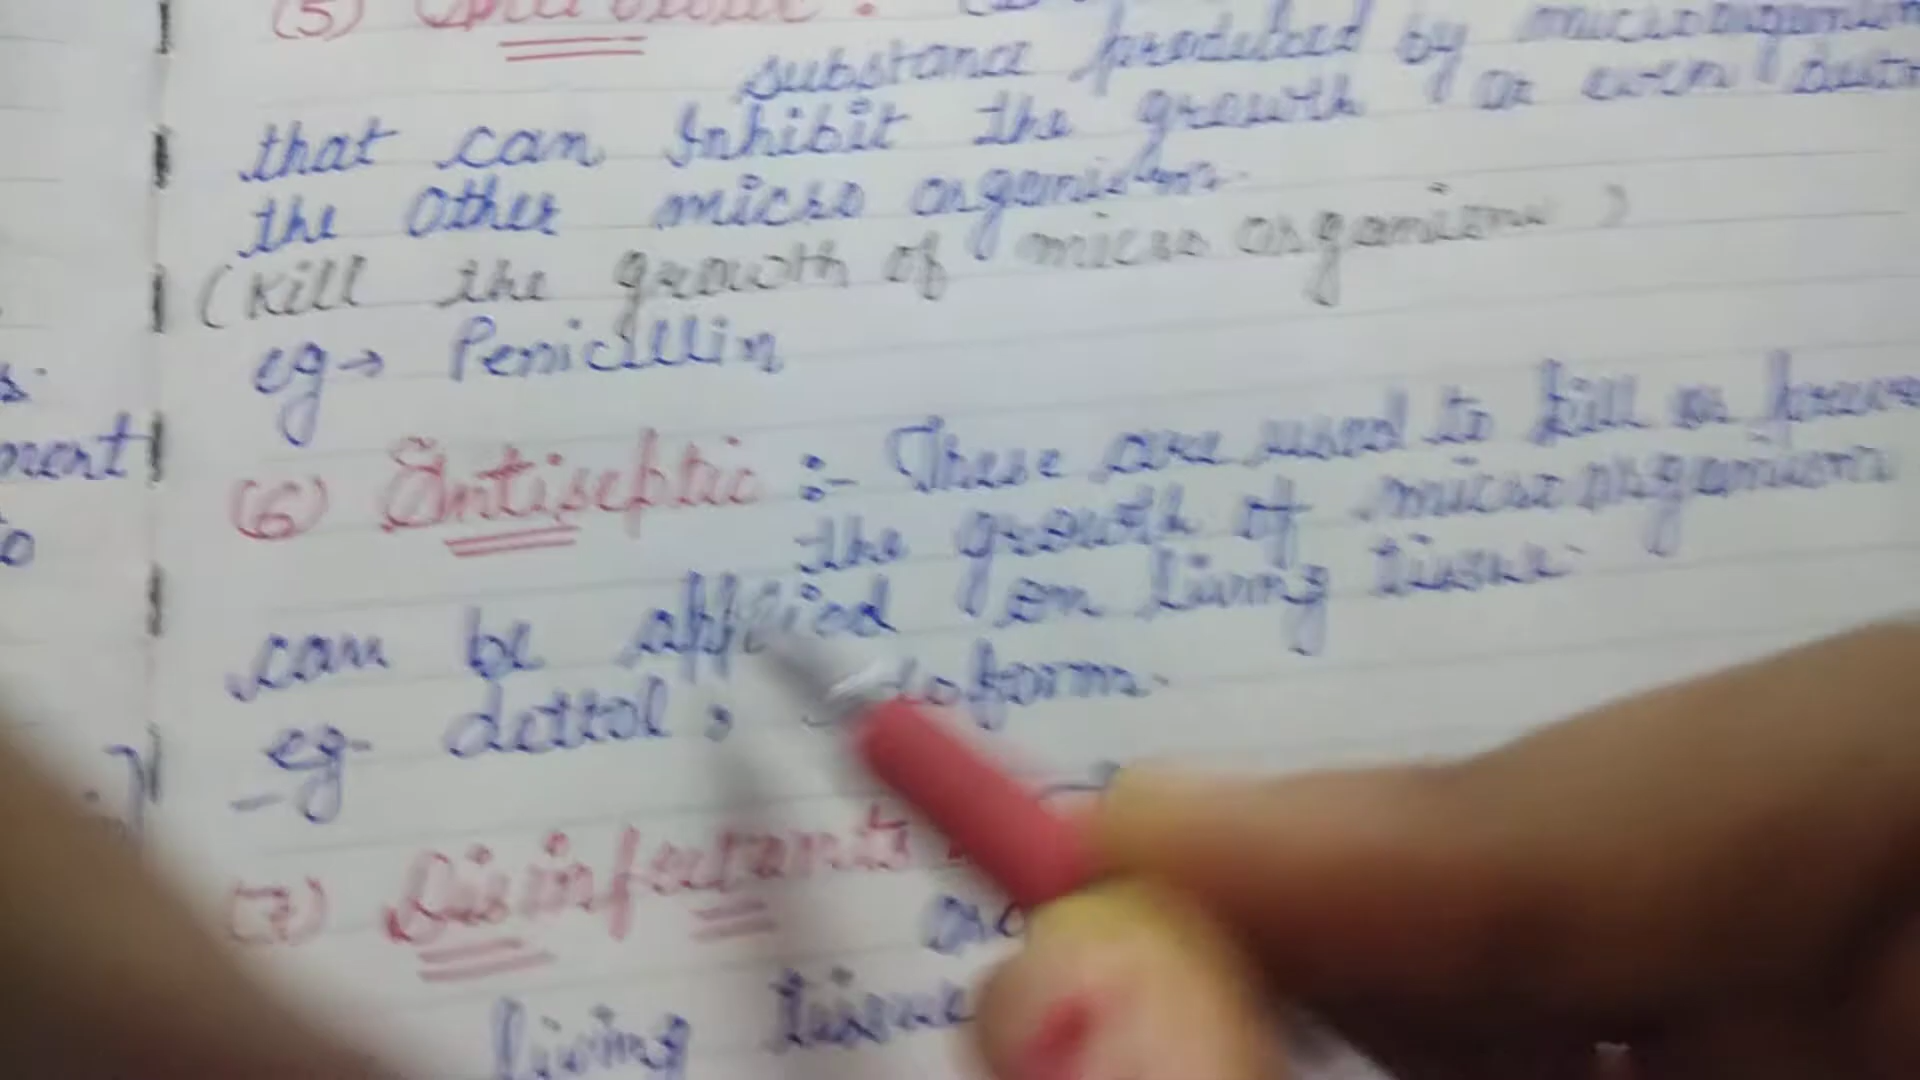 (5)
substance produced by
that can Inhibit the growth or even
the other micro organism.
(Kill the growth of micro organisms)
eg→ Penicillin
(6) Antiseptic :- These are used to kill or
the growth of micro organism
can be applied on living tissue.
eg- dettol,
(7) Disinfectants
living tissue